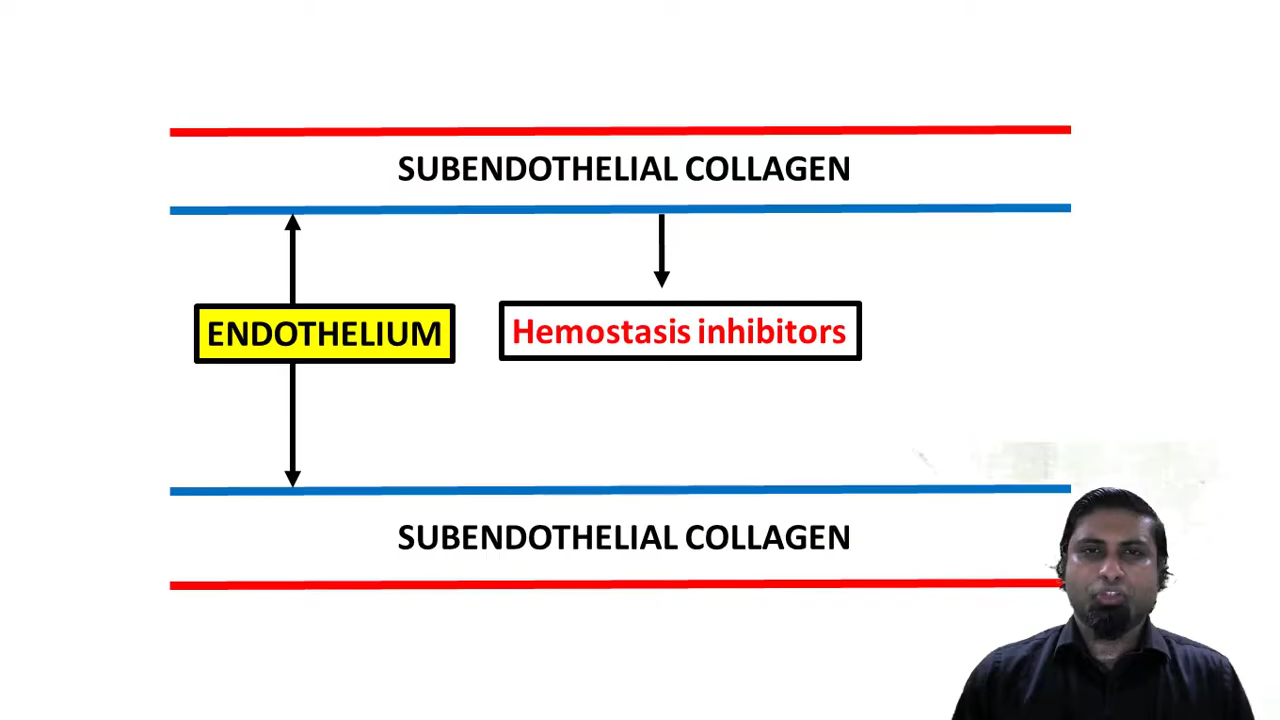 SUBENDOTHELIAL COLLAGEN
ENDOTHELIUM
Hemostasis inhibitors
SUBENDOTHELIAL COLLAGEN